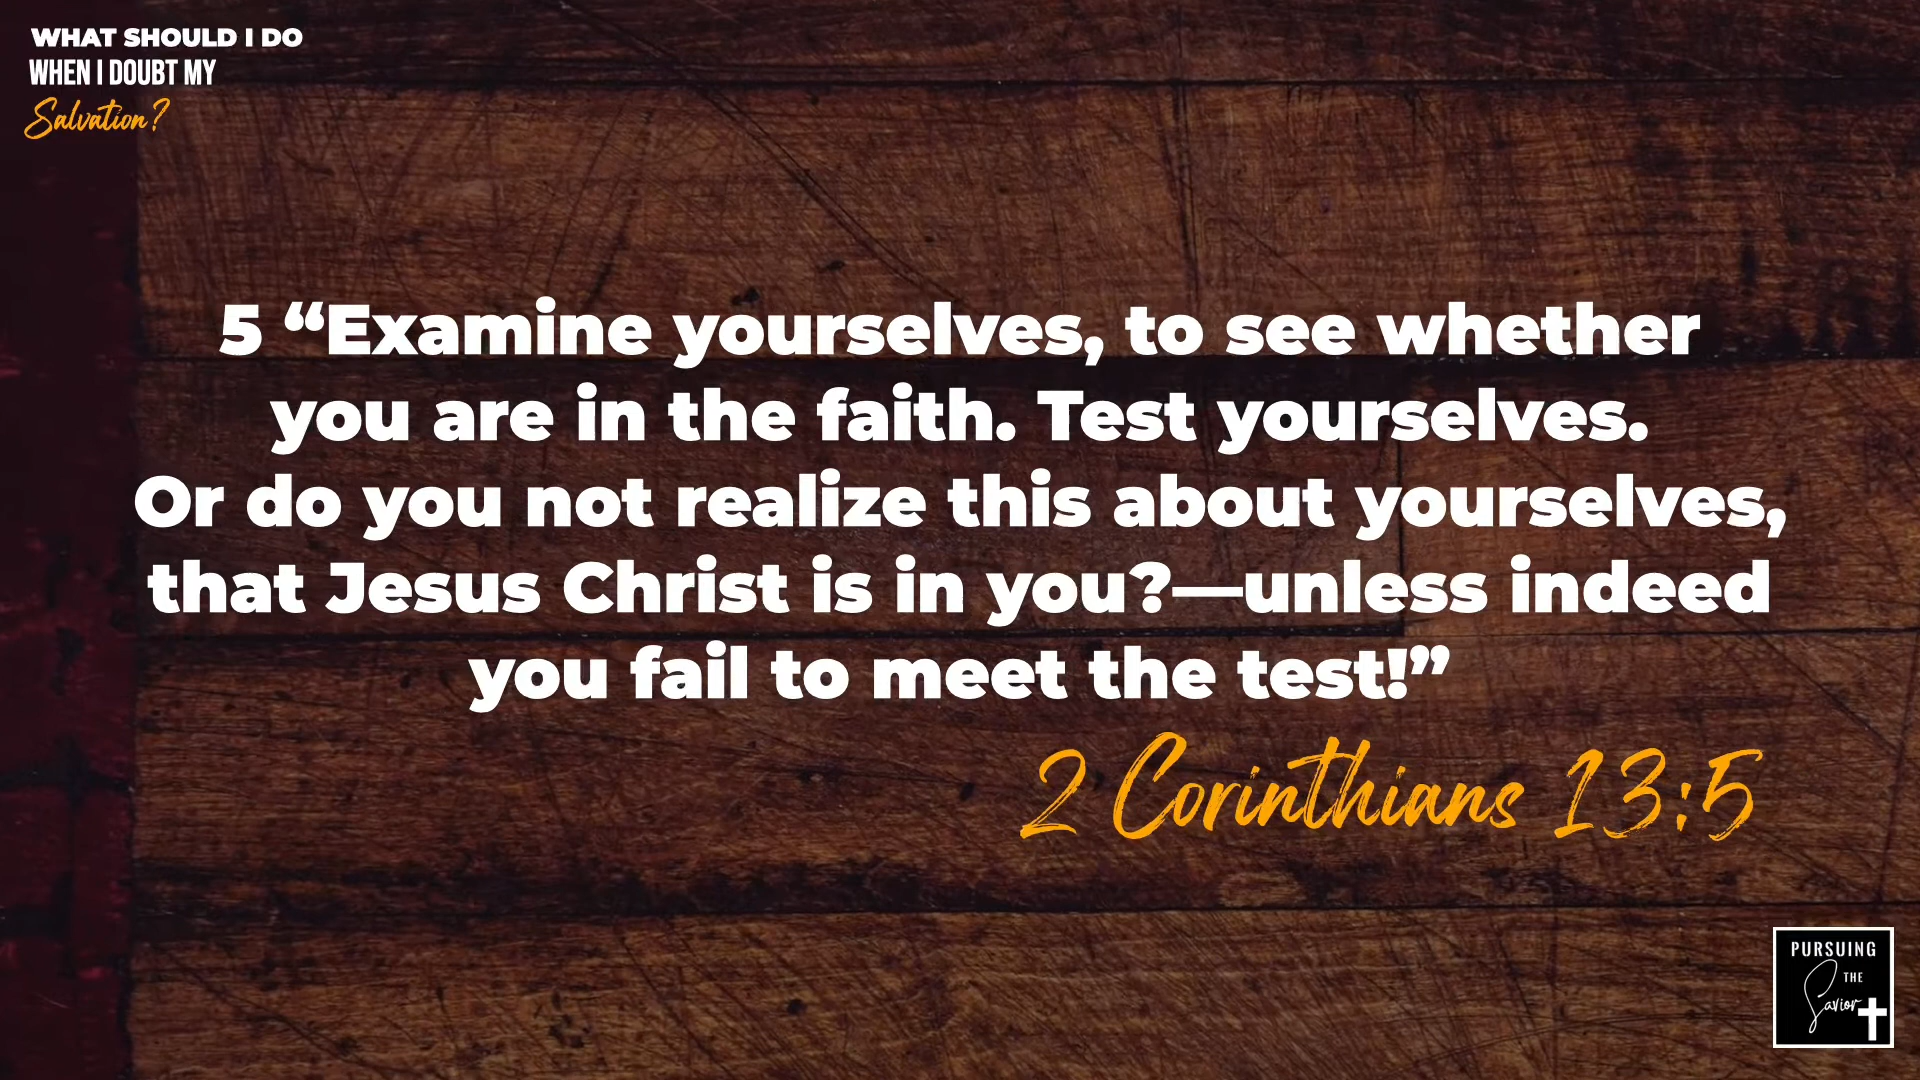 WHAT SHOULD I DO
WHEN I DOUBT MY
Salvation?
5 “Examine yourselves, to see whether
you are in the faith. Test yourselves.
Or do you not realize this about yourselves,
that Jesus Christ is in you?—unless indeed
you fail to meet the test!”
2 Corinthians 13:5
PURSUING
THE
Savior